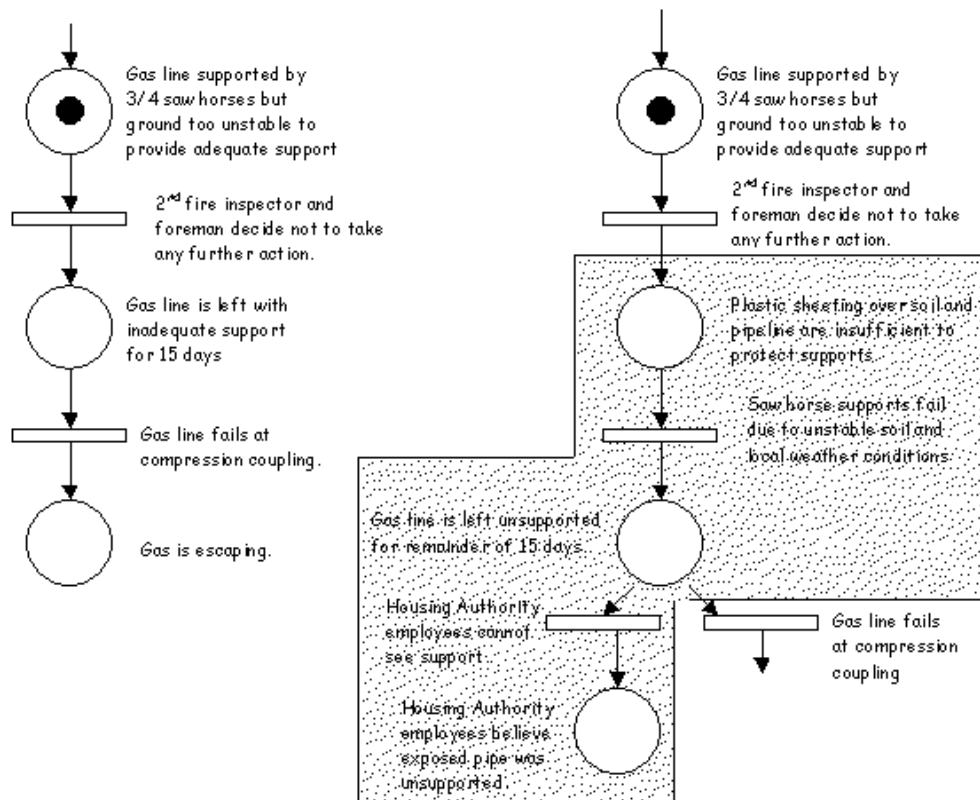 Gas line supported by
3/4 saw horses but
ground too unstable to
provide adequate support
2nd fire inspector and
foreman decide not to take
any further action.
Gas line is left with
inadequate support
for 15 days
Gas line fails at
compression coupling.
Gas is escaping.
Gas line supported by
3/4 saw horses but
ground too unstable to
provide adequate support
2nd fire inspector and
foreman decide not to take
any further action.
Plastic sheeting over soil and
pipeline are insufficient to
protect supports
Saw horse supports fail
due to unstable soil and
local weather conditions
Gas line is left unsupported
for remainder of 15 days.
Housing Authority
employees cannot
see support
Gas line fails
at compression
coupling
Housing Authority
employees believe
exposed pipe was
unsupported.